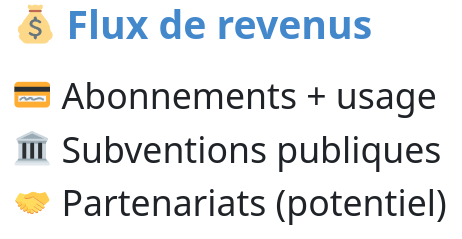 💰 Flux de revenus
💳 Abonnements + usage
🏛️ Subventions publiques
🤝 Partenariats (potentiel)